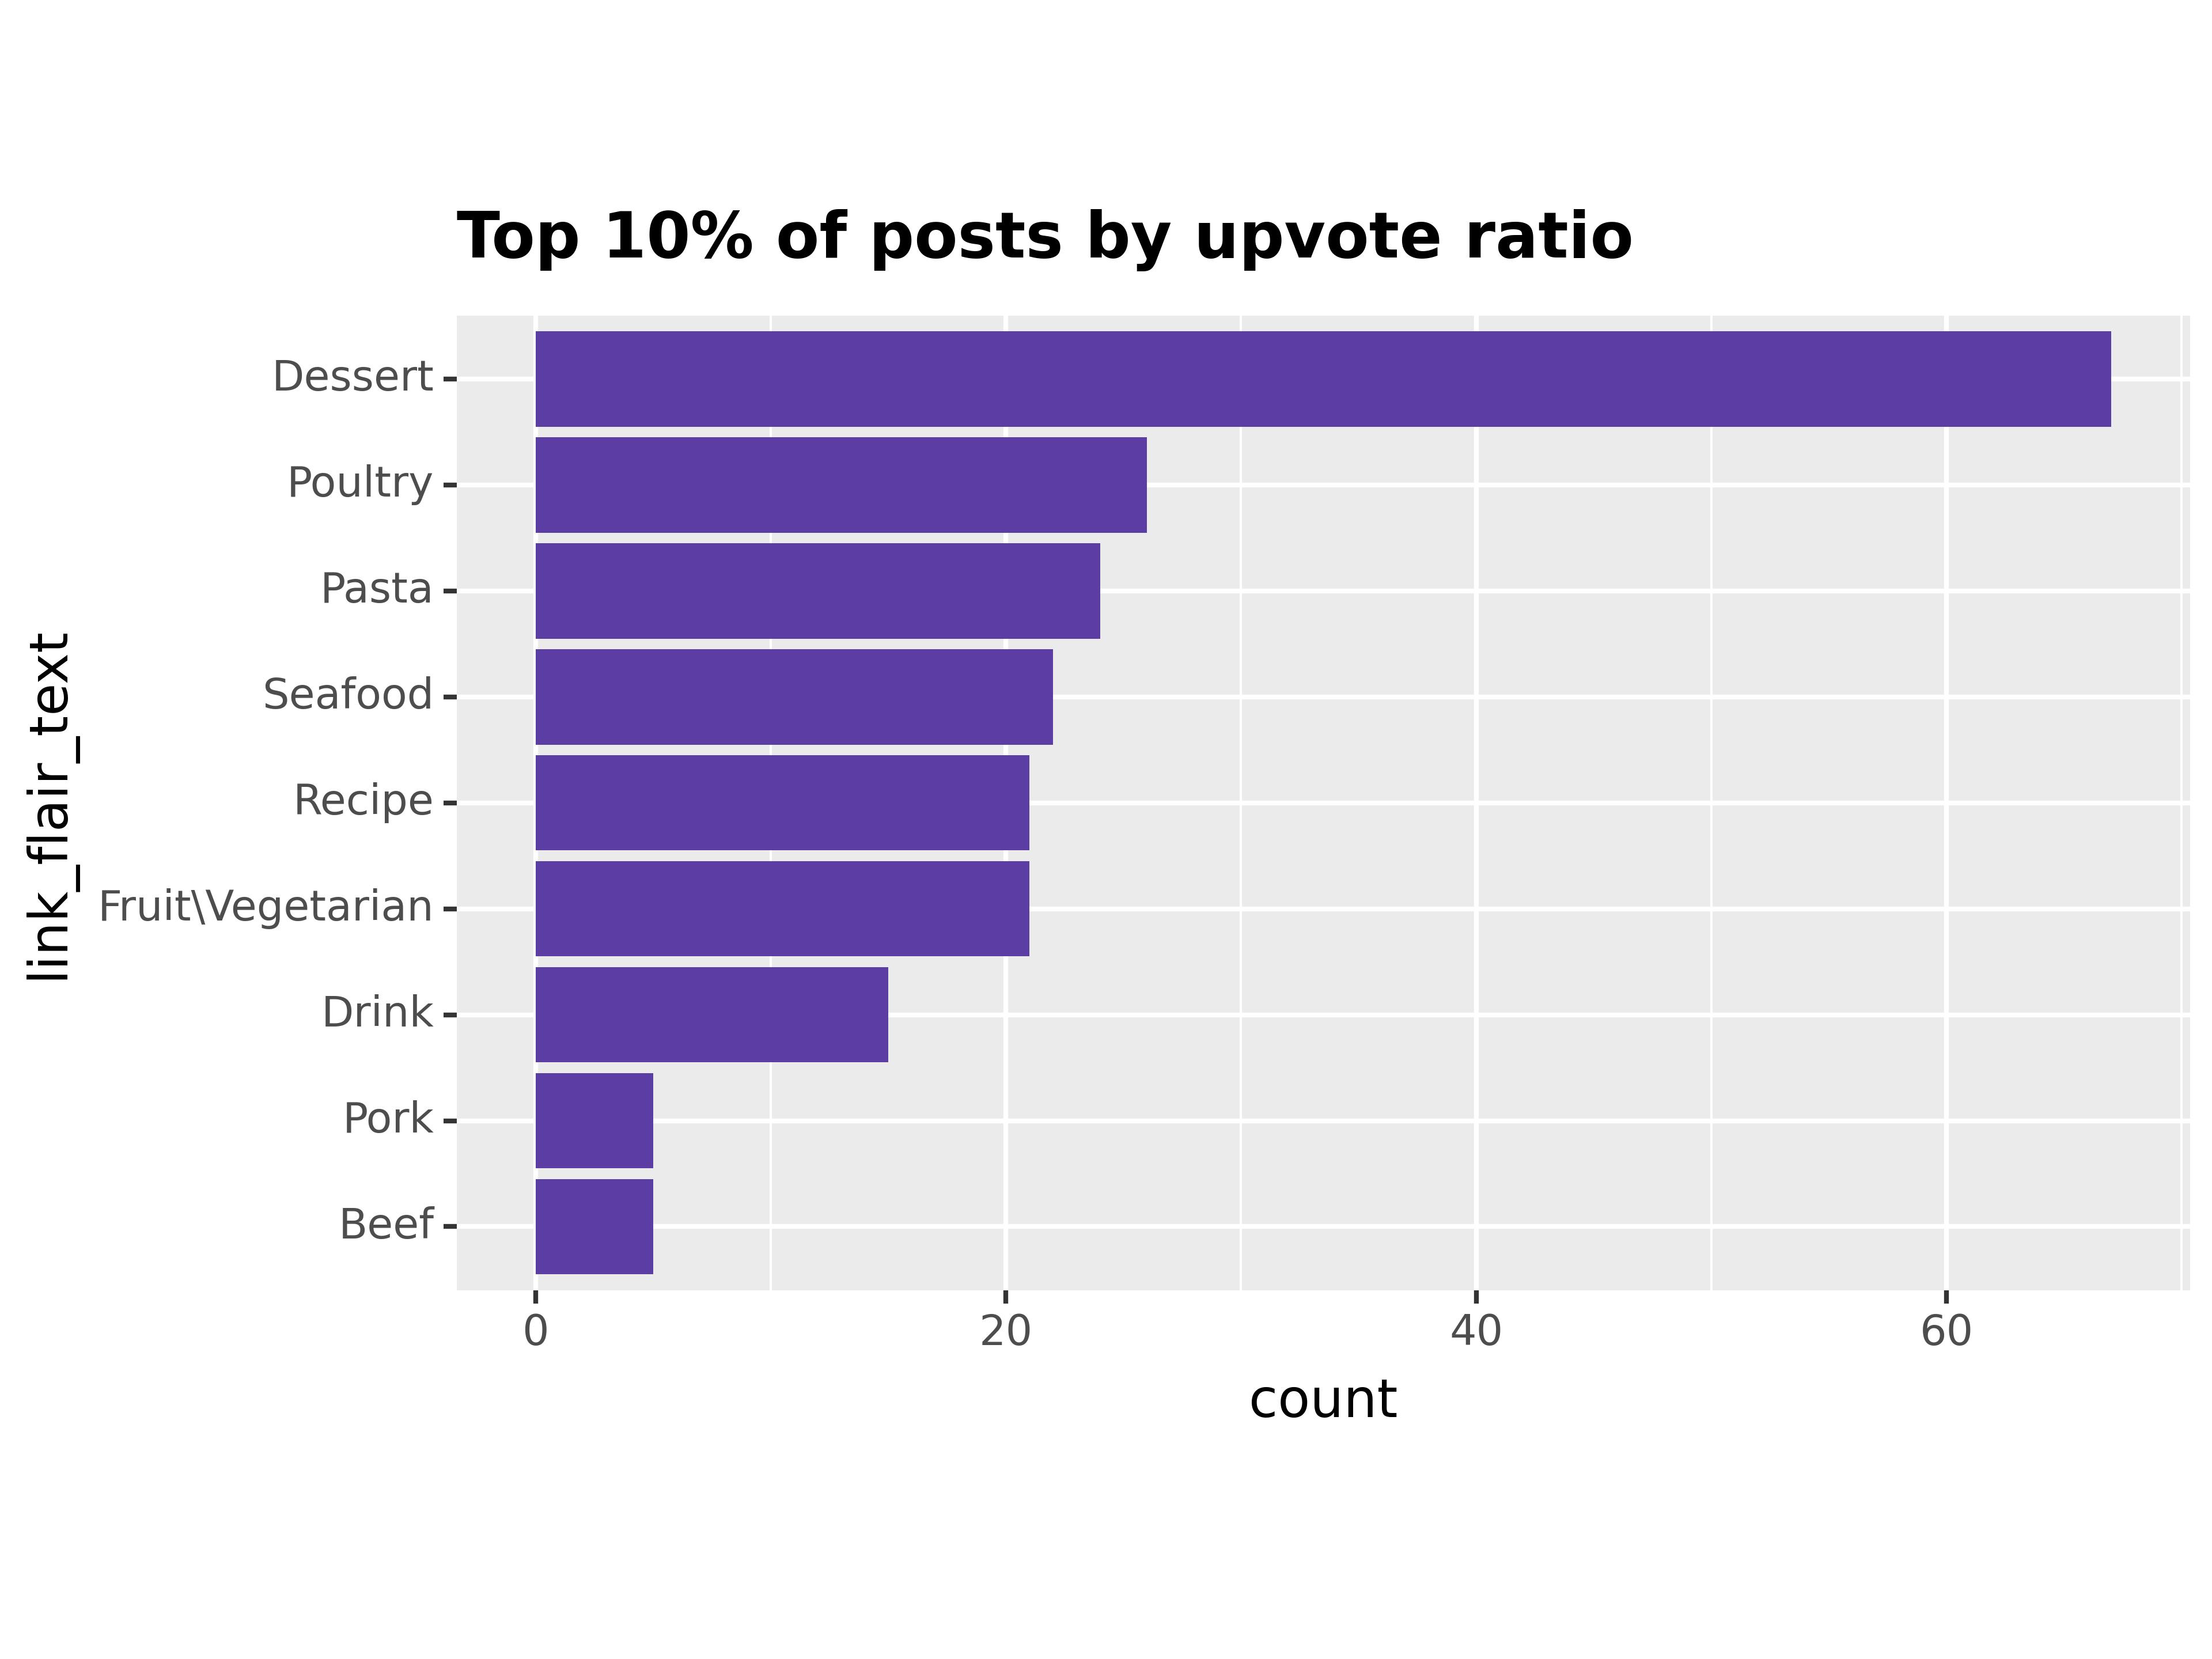 Top 10% of posts by upvote ratio
link_flair_text
Dessert
Poultry
Pasta
Seafood
Recipe
Fruit\Vegetarian
Drink
Pork
Beef
0 20 40 60
count